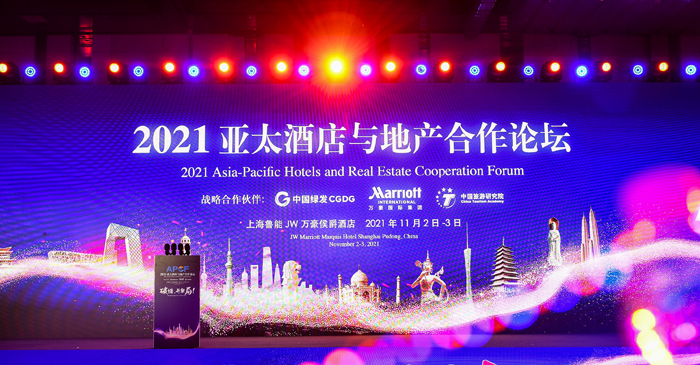 2021 亚太酒店与地产合作论坛
2021 Asia-Pacific Hotels and Real Estate Cooperation Forum
战略合作伙伴： 中国绿发 CGDG Marriott INTERNATIONAL 万豪国际集团 中国旅游研究院 China Tourism Academy
上海鲁能 JW 万豪侯爵酒店 2021 年 11 月 2 日 -3 日
JW Marriott Marquis Hotel Shanghai Pudong, China
November 2-3, 2021